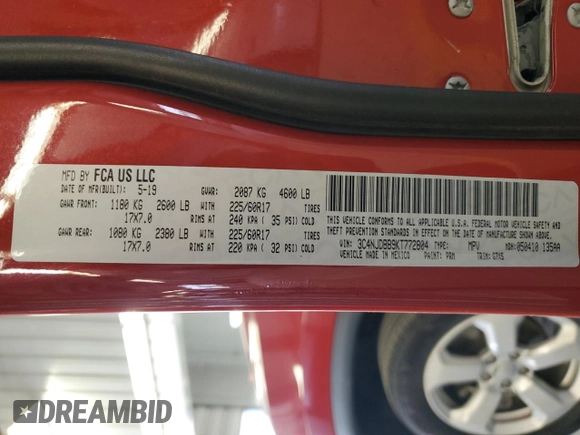 MFD BY FCA US LLC
DATE OF MFR(BUILT): 5-19 GVWR: 2087 KG 4600 LB
GAWR FRONT: 1180 KG 2600 LB WITH 225/60R17 TIRES
17X7.0 RIMS AT 240 KPA ( 35 PSI) COLD
GAWR REAR: 1080 KG 2380 LB WITH 225/60R17 TIRES
17X7.0 RIMS AT 220 KPA ( 32 PSI) COLD
THIS VEHICLE CONFORMS TO ALL APPLICABLE U.S.A. FEDERAL MOTOR VEHICLE SAFETY AND
THEFT PREVENTION STANDARDS IN EFFECT ON THE DATE OF MANUFACTURE SHOWN ABOVE
VIN: 3C4NJDBB9KT772804 TYPE: MPV MDH: 050410 135AA
VEHICLE MADE IN MEXICO PAINT: PRM TRIM:
DREAMBID